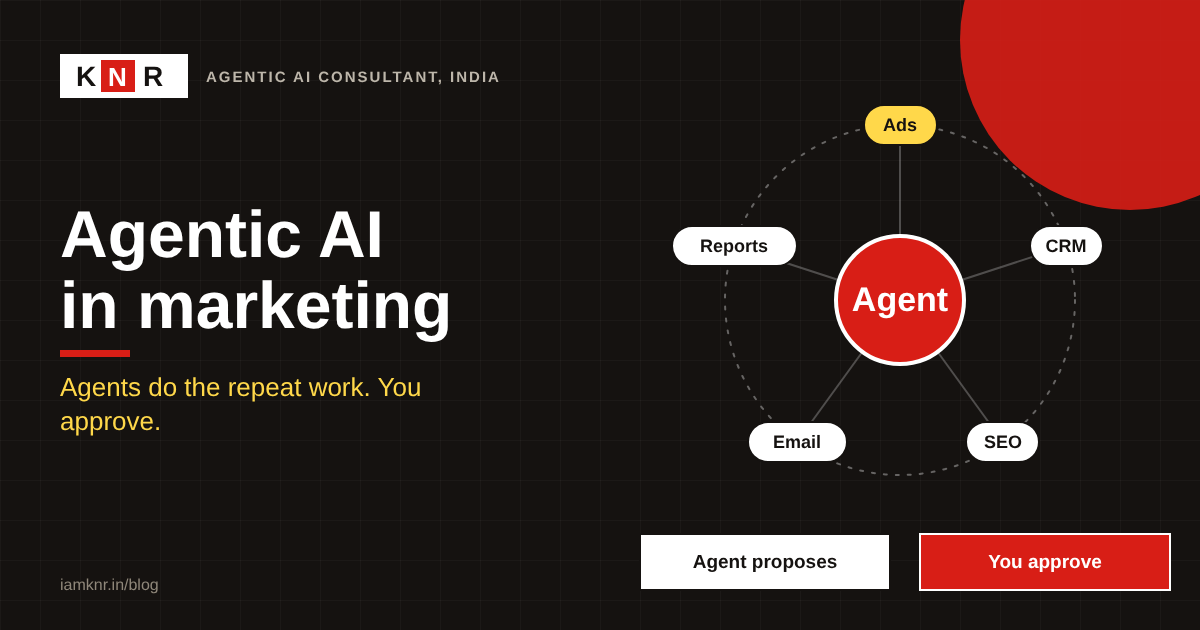 KNR
AGENTIC AI CONSULTANT, INDIA
Agentic AI
in marketing
Agents do the repeat work. You
approve.
iamknr.in/blog
Ads
Reports
CRM
Agent
Email
SEO
Agent proposes
You approve